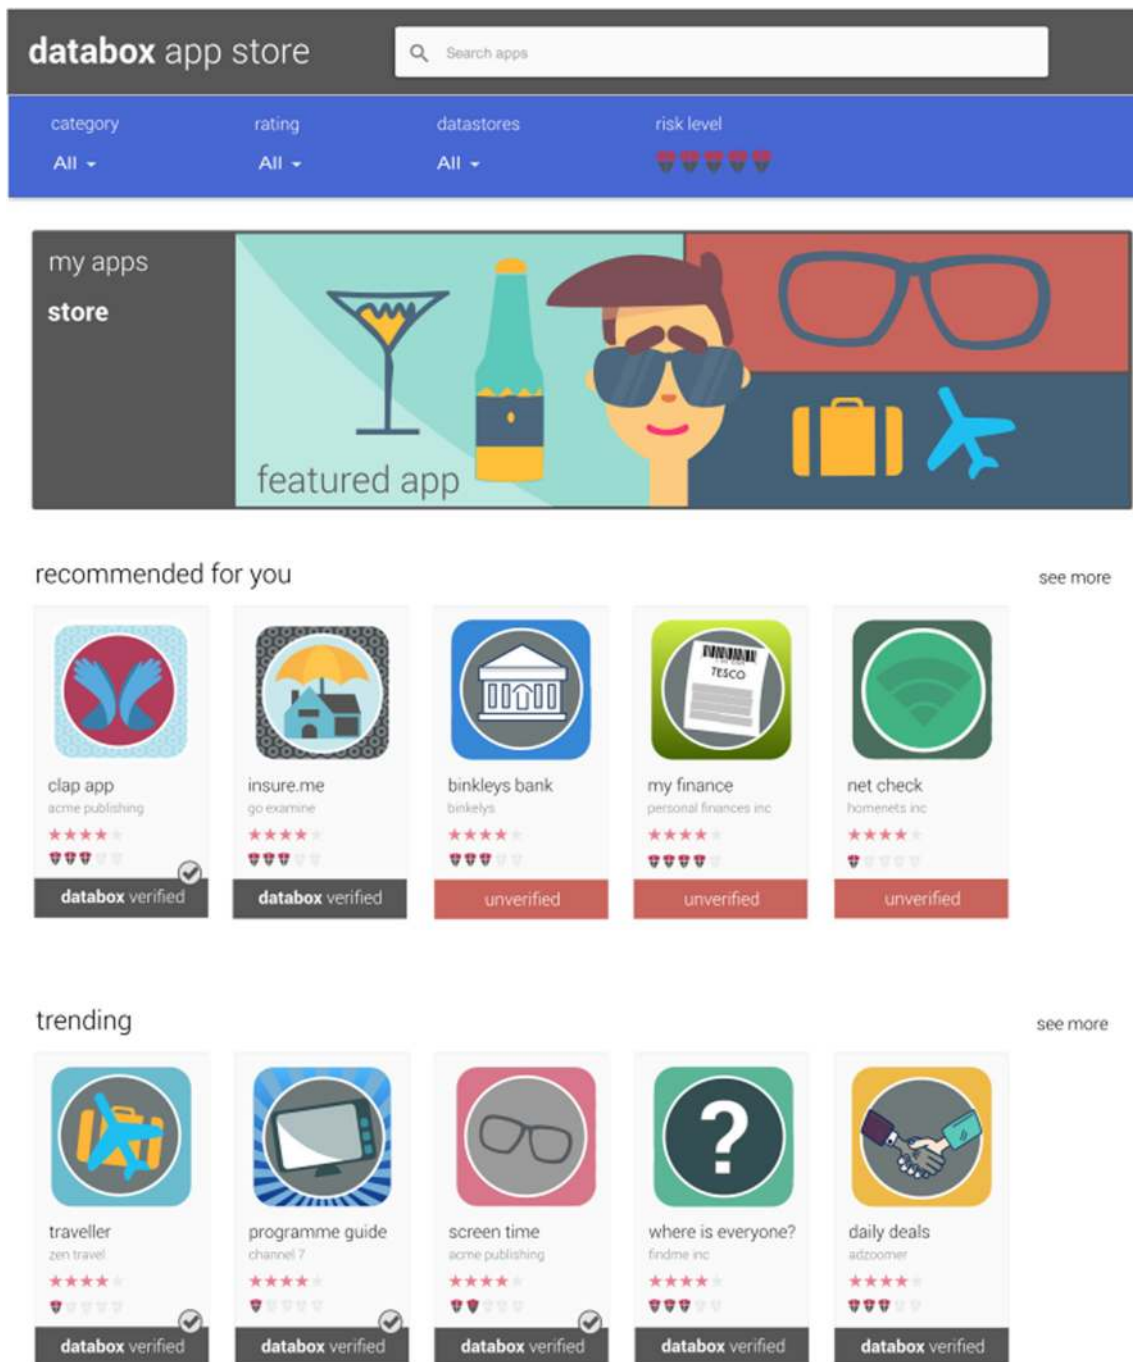 databox app store
Search apps
category rating datastores risk level
All All All
my apps
store
featured app
recommended for you see more
TESCO
clap app insure.me binkleys bank my finance net check
acme publishing go examine binkelys personal finances inc homenets inc
databox verified databox verified unverified unverified unverified
trending see more
traveller programme guide screen time where is everyone? daily deals
zen travel channel 7 acme publishing findme inc adzoomer
databox verified databox verified databox verified databox verified databox verified